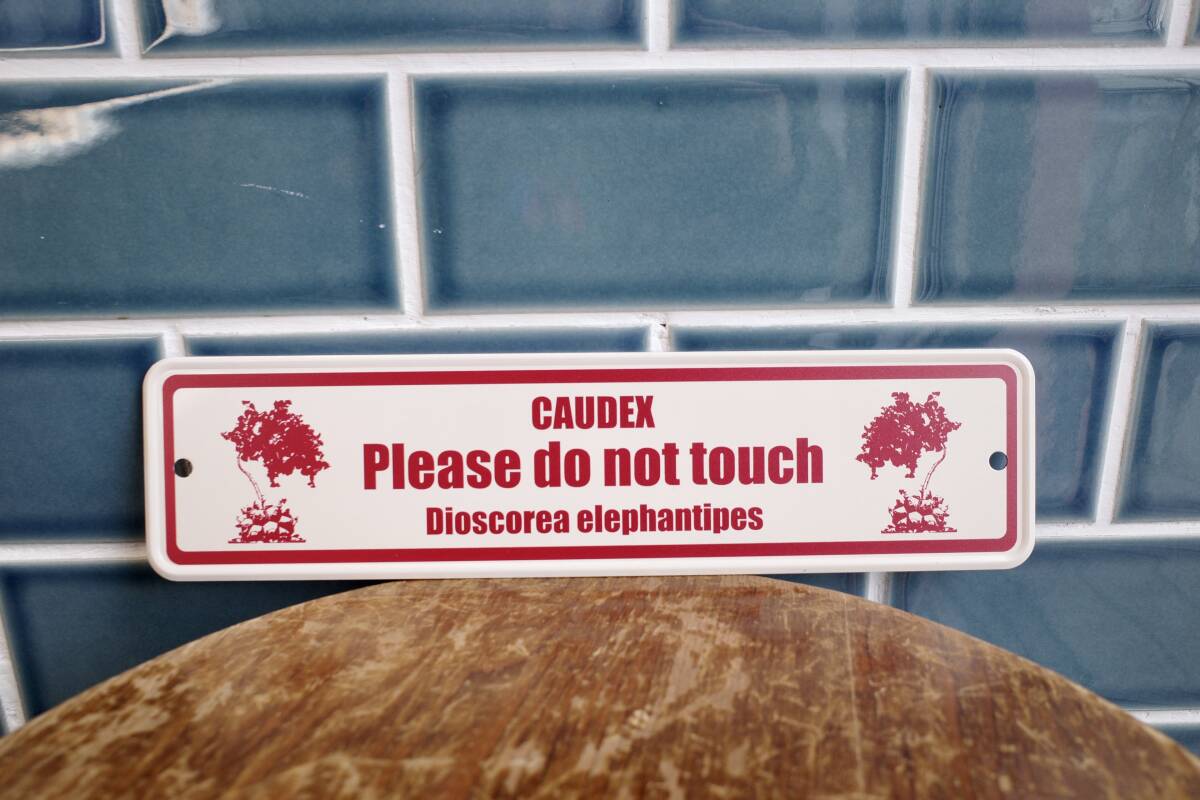 CAUDEX
Please do not touch
Dioscorea elephantipes